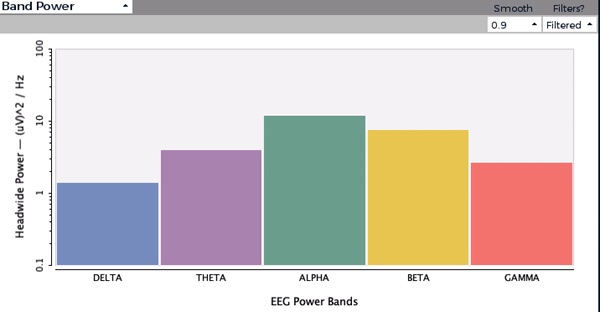 Band Power
Smooth Filters?
0.9 Filtered
100
10
1
0.1
Headwide Power — (uV)^2 / Hz
DELTA THETA ALPHA BETA GAMMA
EEG Power Bands